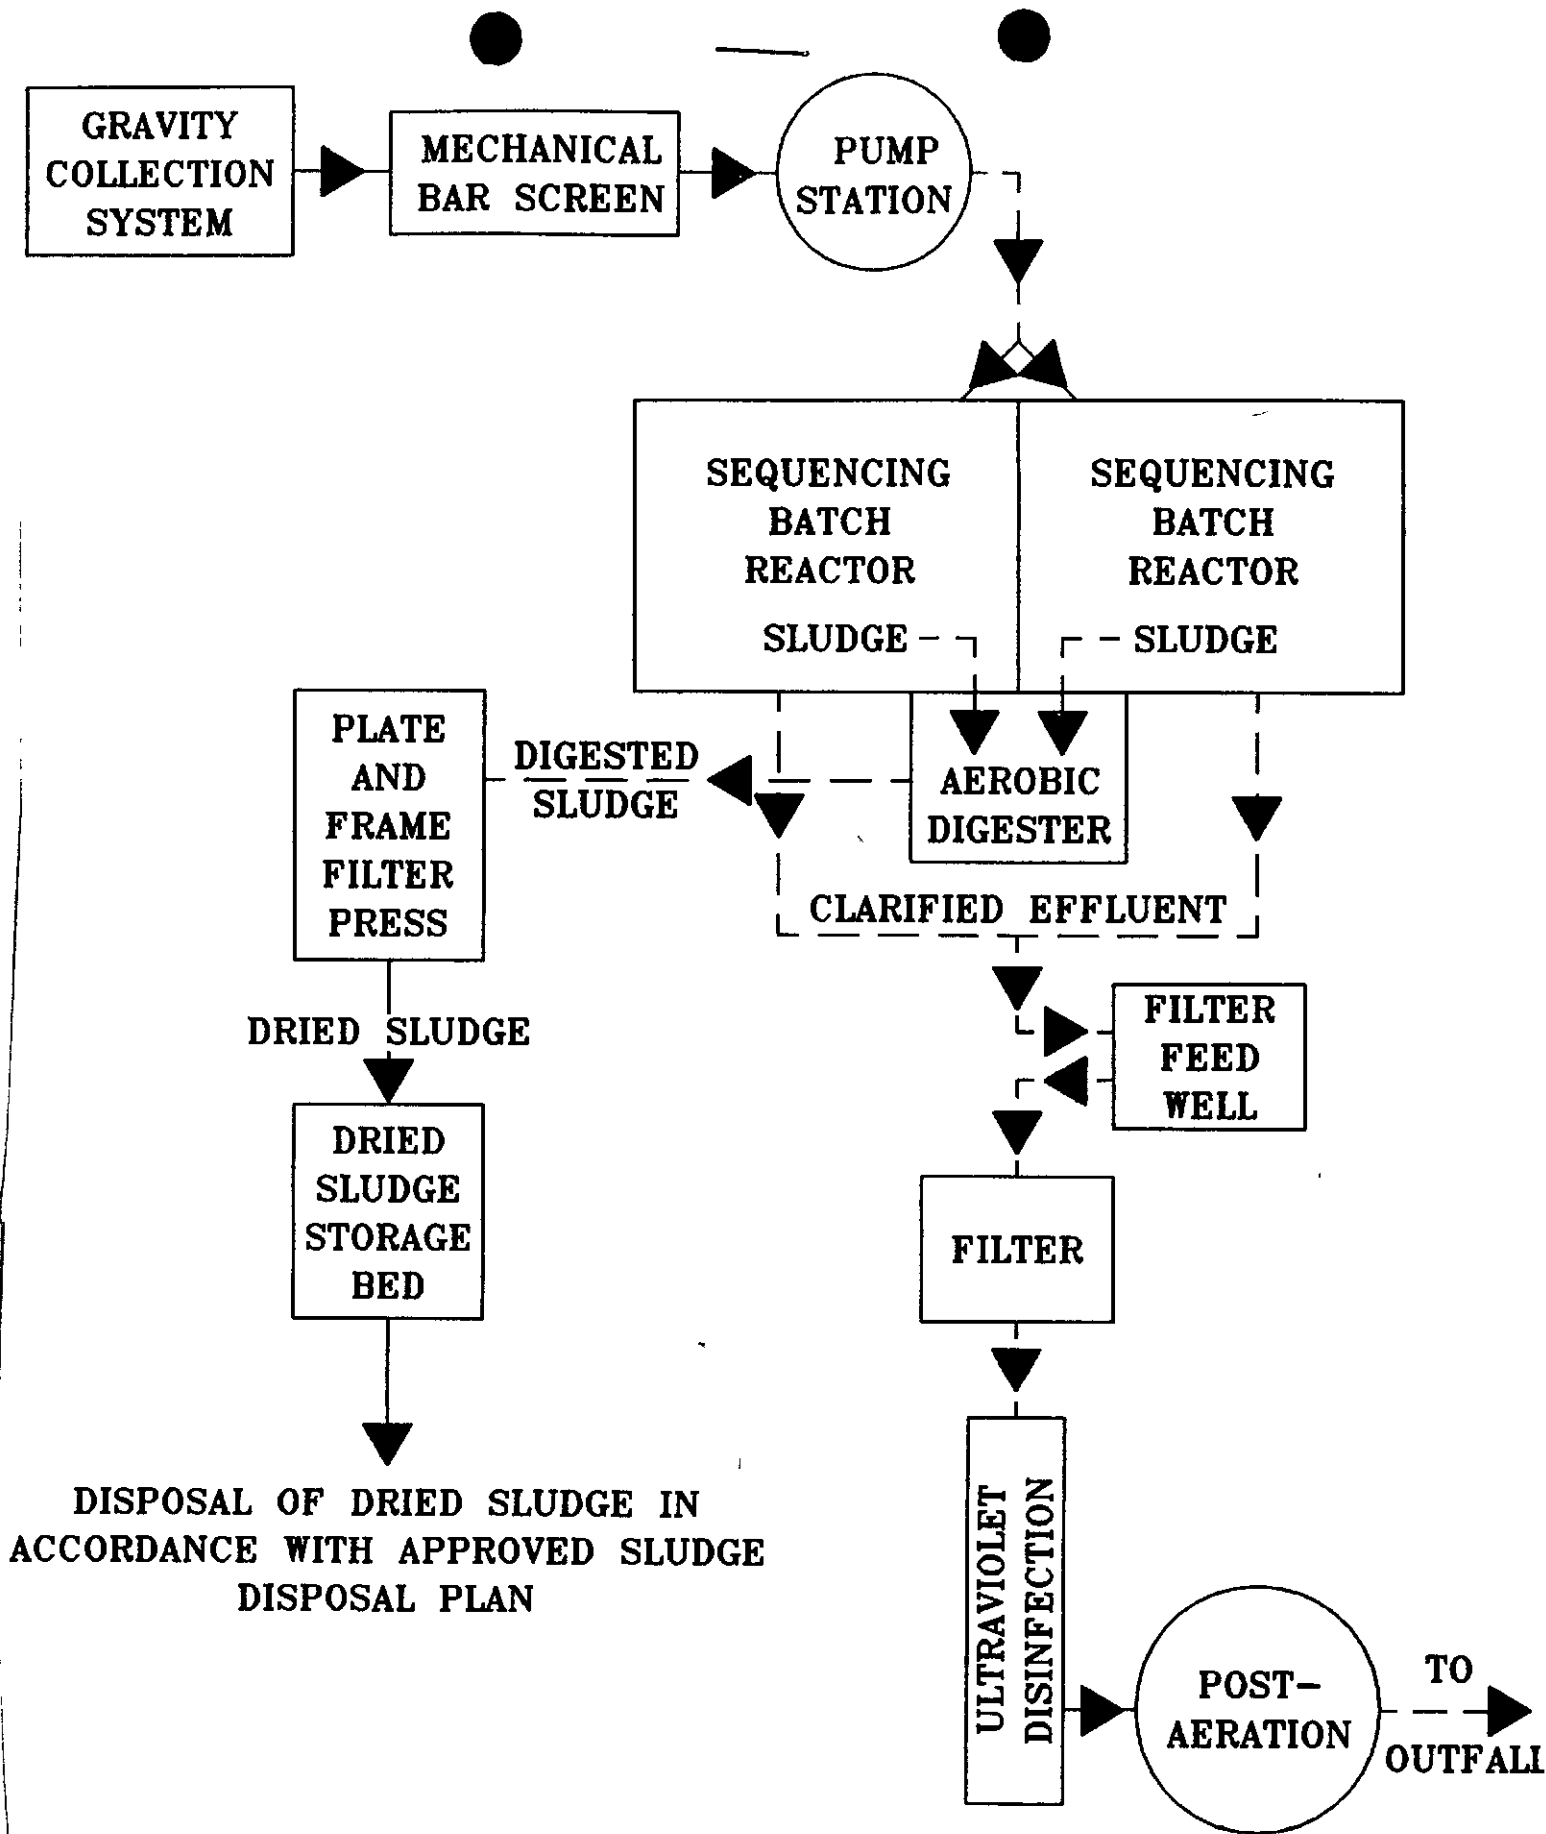 GRAVITY
COLLECTION
SYSTEM
MECHANICAL
BAR SCREEN
PUMP
STATION
SEQUENCING
BATCH
REACTOR
SLUDGE
SEQUENCING
BATCH
REACTOR
SLUDGE
AEROBIC
DIGESTER
DIGESTED
SLUDGE
PLATE
AND
FRAME
FILTER
PRESS
DRIED SLUDGE
DRIED
SLUDGE
STORAGE
BED
DISPOSAL OF DRIED SLUDGE IN
ACCORDANCE WITH APPROVED SLUDGE
DISPOSAL PLAN
CLARIFIED EFFLUENT
FILTER
FEED
WELL
FILTER
ULTRAVIOLET
DISINFECTION
POST-
AERATION
TO
OUTFALL